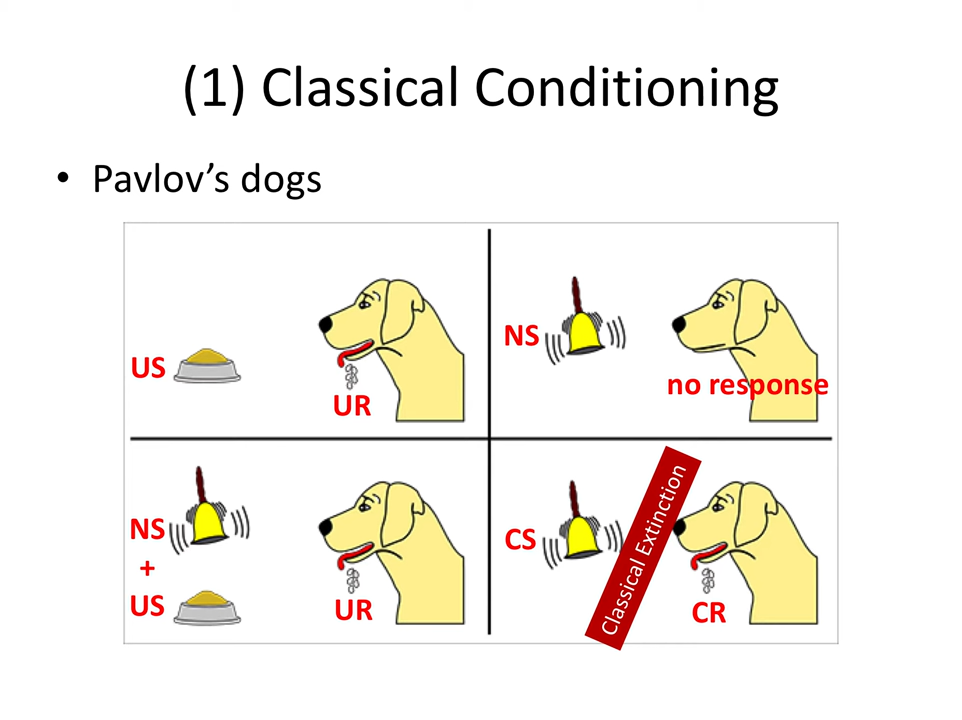 (1) Classical Conditioning
• Pavlov’s dogs
US
UR
NS
no response
NS
+
US
UR
CS
Classical Extinction
CR